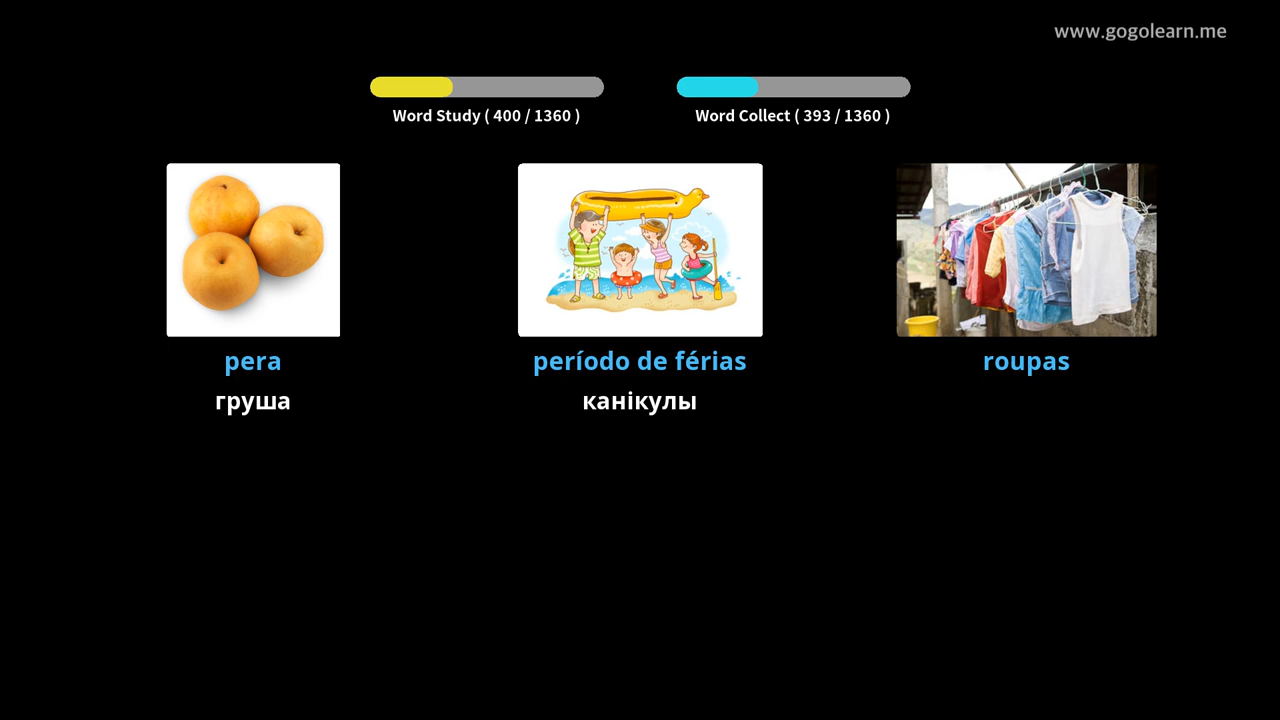 www.gogolearn.me
Word Study ( 400 / 1360 )
Word Collect ( 393 / 1360 )
pera
período de férias
roupas
груша
канікулы